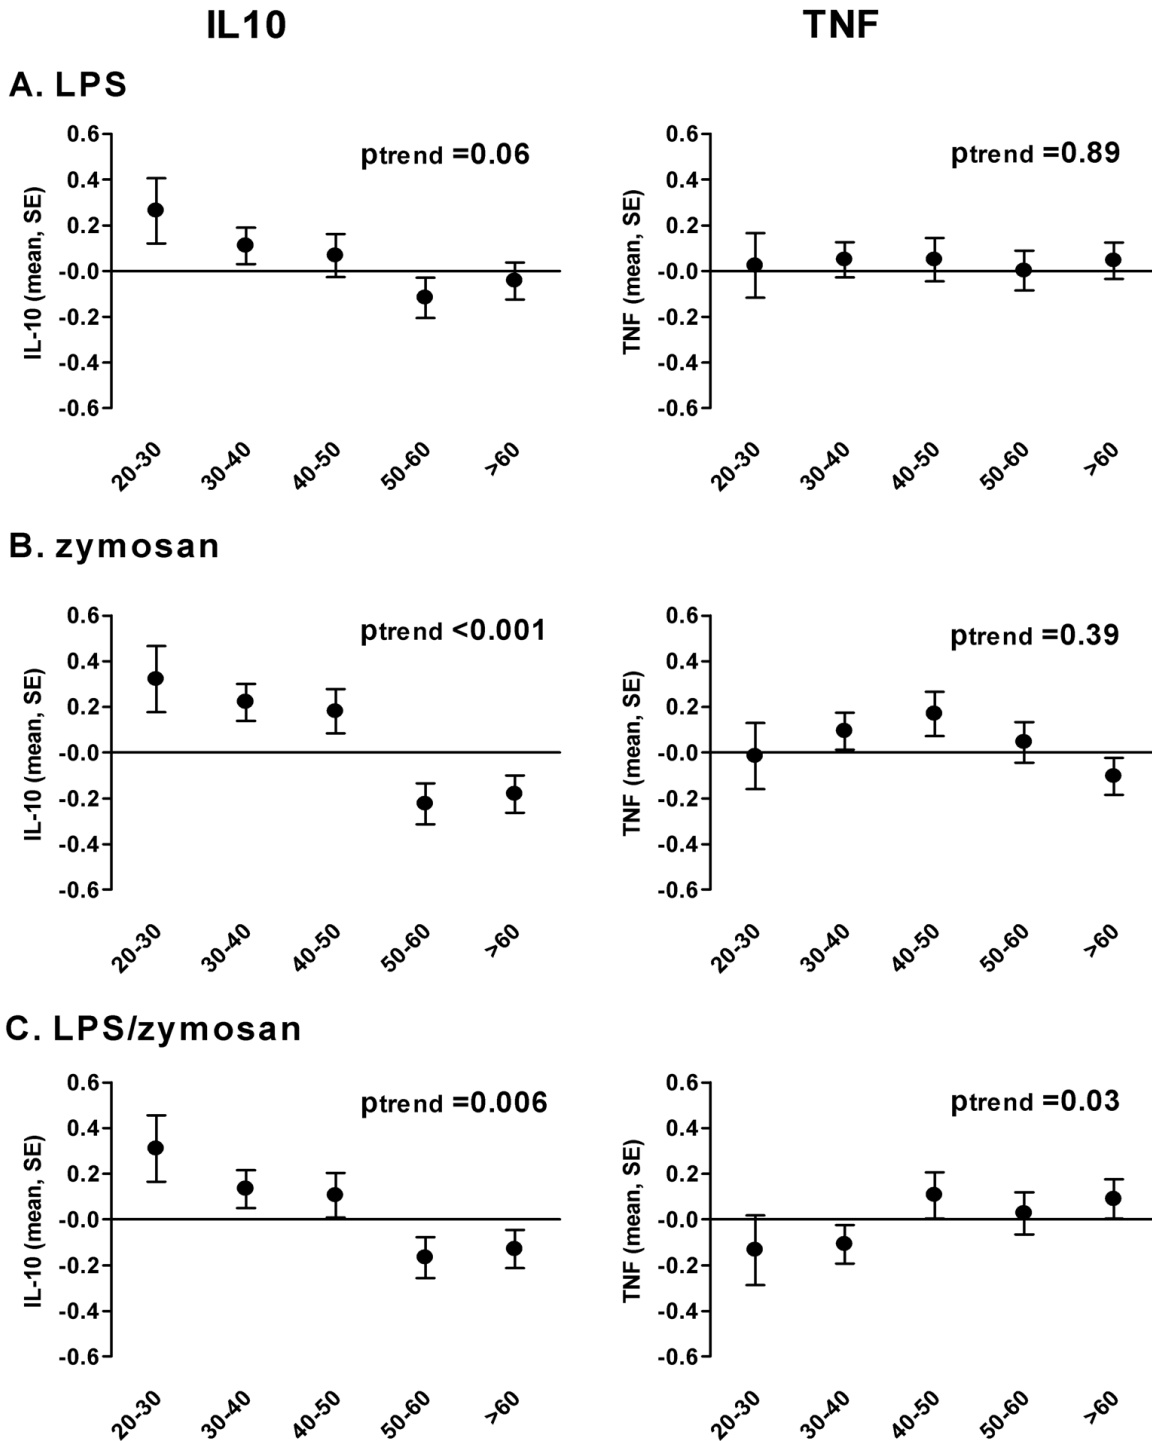 IL10 TNF
A. LPS
ptrend =0.06
IL-10 (mean, SE)
0.6
0.4
0.2
-0.0
-0.2
-0.4
-0.6
20-30 30-40 40-50 50-60 >60
ptrend =0.89
TNF (mean, SE)
0.6
0.4
0.2
-0.0
-0.2
-0.4
-0.6
20-30 30-40 40-50 50-60 >60
B. zymosan
ptrend <0.001
IL-10 (mean, SE)
0.6
0.4
0.2
-0.0
-0.2
-0.4
-0.6
20-30 30-40 40-50 50-60 >60
ptrend =0.39
TNF (mean, SE)
0.6
0.4
0.2
-0.0
-0.2
-0.4
-0.6
20-30 30-40 40-50 50-60 >60
C. LPS/zymosan
ptrend =0.006
IL-10 (mean, SE)
0.6
0.4
0.2
-0.0
-0.2
-0.4
-0.6
20-30 30-40 40-50 50-60 >60
ptrend =0.03
TNF (mean, SE)
0.6
0.4
0.2
-0.0
-0.2
-0.4
-0.6
20-30 30-40 40-50 50-60 >60